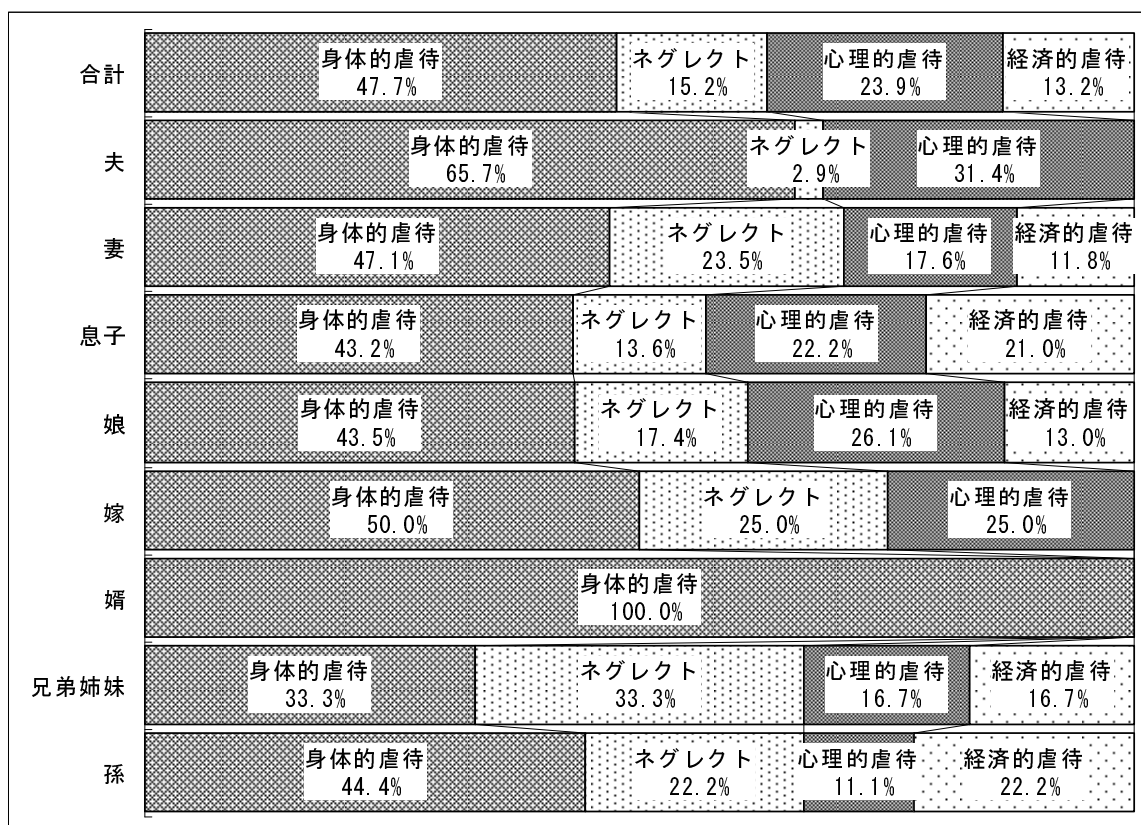 合計
身体的虐待
47.7%
ネグレクト
15.2%
心理的虐待
23.9%
経済的虐待
13.2%
夫
身体的虐待
65.7%
ネグレクト
2.9%
心理的虐待
31.4%
妻
身体的虐待
47.1%
ネグレクト
23.5%
心理的虐待
17.6%
経済的虐待
11.8%
息子
身体的虐待
43.2%
ネグレクト
13.6%
心理的虐待
22.2%
経済的虐待
21.0%
娘
身体的虐待
43.5%
ネグレクト
17.4%
心理的虐待
26.1%
経済的虐待
13.0%
嫁
身体的虐待
50.0%
ネグレクト
25.0%
心理的虐待
25.0%
婿
身体的虐待
100.0%
兄弟姉妹
身体的虐待
33.3%
ネグレクト
33.3%
心理的虐待
16.7%
経済的虐待
16.7%
孫
身体的虐待
44.4%
ネグレクト
22.2%
心理的虐待
11.1%
経済的虐待
22.2%